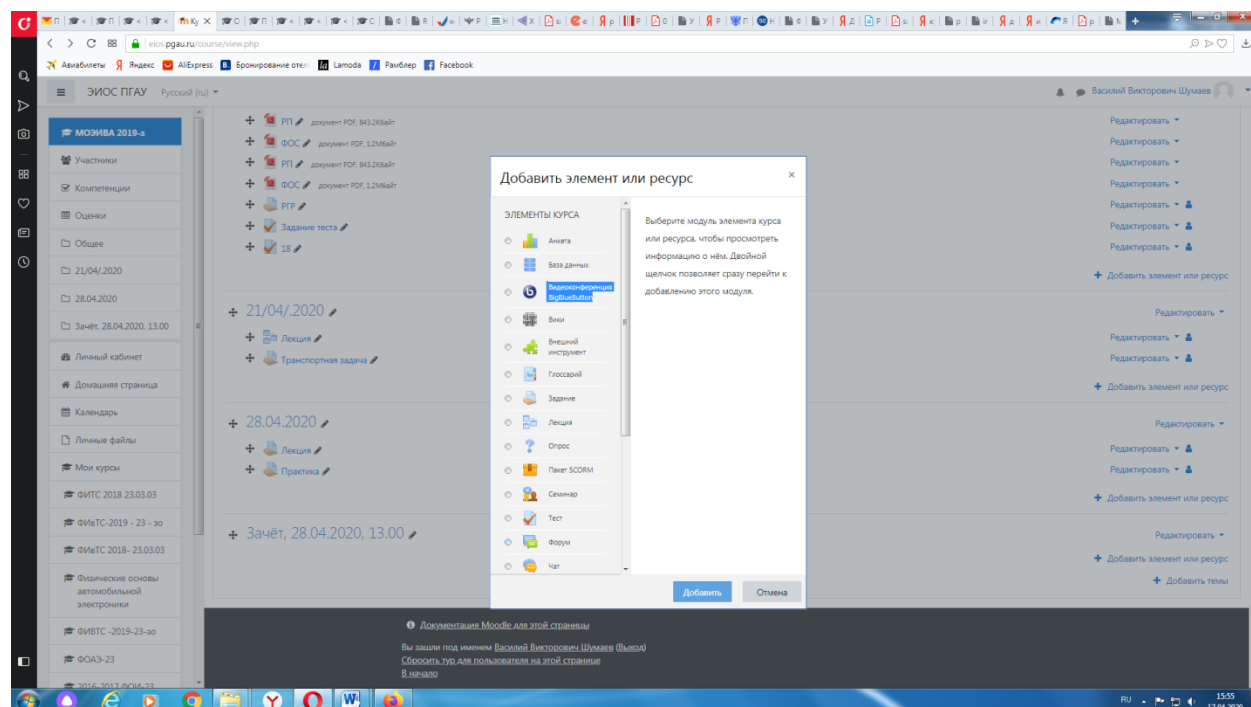 eios.pgau.ru/course/view.php
Авиабилеты Яндекс AliExpress Бронирование отел Lamoda Рамблер Facebook
ЭИОС ПГАУ Русский (ru)
Василий Викторович Шумаев
МОЭИВА 2019-з
Участники
Компетенции
Оценки
Общее
21/04/.2020
28.04.2020
Зачёт, 28.04.2020, 13.00
Личный кабинет
Домашняя страница
Календарь
Личные файлы
Мои курсы
ФИТС 2018 23.03.03
ФИвТС-2019 - 23 - зо
ФИвТС 2018- 23.03.03
Физические основы
автомобильной
электроники
ФИВТС -2019-23-зо
ФОАЭ-23
РП документ PDF, 843.2Кбайт
ФОС документ PDF, 1.2Мбайт
РП документ PDF, 843.2Кбайт
ФОС документ PDF, 1.2Мбайт
РГР
Задание теста
18
21/04/.2020
Лекция
Транспортная задача
28.04.2020
Лекция
Практика
Зачёт, 28.04.2020, 13.00
Добавить элемент или ресурс
×
ЭЛЕМЕНТЫ КУРСА
Анкета
База данных
Видеоконференция
BigBlueButton
Вики
Внешний
инструмент
Глоссарий
Задание
Лекция
Опрос
Пакет SCORM
Семинар
Тест
Форум
Чат
Выберите модуль элемента курса
или ресурса, чтобы просмотреть
информацию о нём. Двойной
щелчок позволяет сразу перейти к
добавлению этого модуля.
Добавить Отмена
Редактировать
Редактировать
Редактировать
Редактировать
Редактировать
Редактировать
Редактировать
Добавить элемент или ресурс
Редактировать
Редактировать
Редактировать
Добавить элемент или ресурс
Редактировать
Редактировать
Редактировать
Добавить элемент или ресурс
Редактировать
Добавить элемент или ресурс
Добавить темы
Документация Moodle для этой страницы
Вы зашли под именем Василий Викторович Шумаев (Выход)
Сбросить тур для пользователя на этой странице
В начало
RU
15:55
17.04.2020